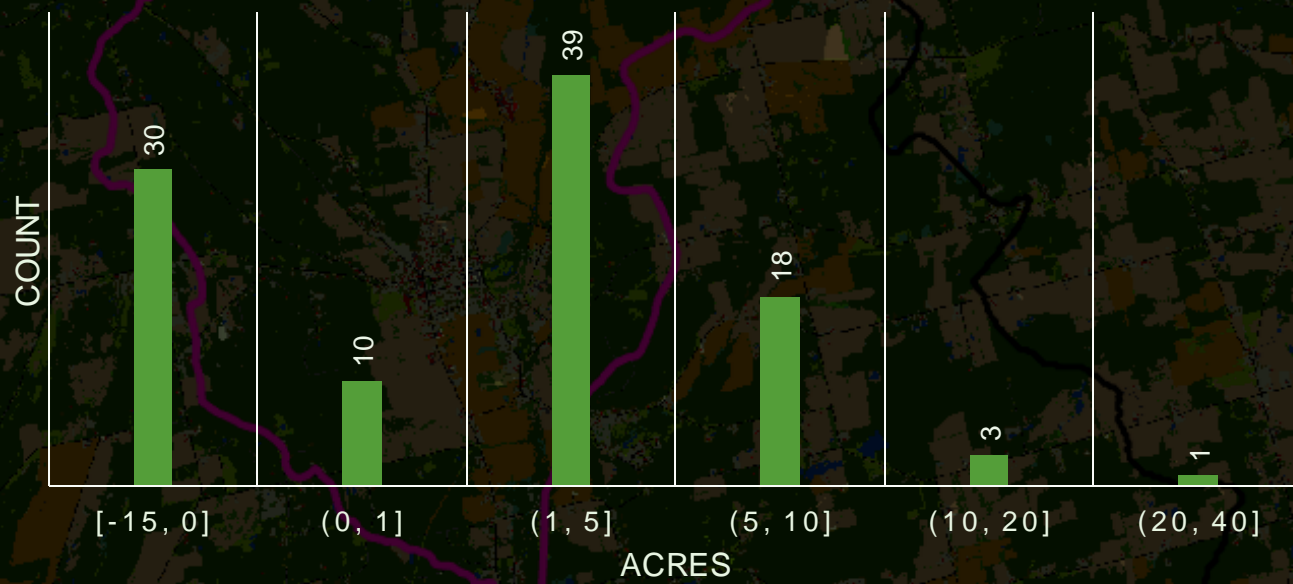 39
30
18
10
3
1
COUNT
[-15, 0] (0, 1] (1, 5] (5, 10] (10, 20] (20, 40]
ACRES